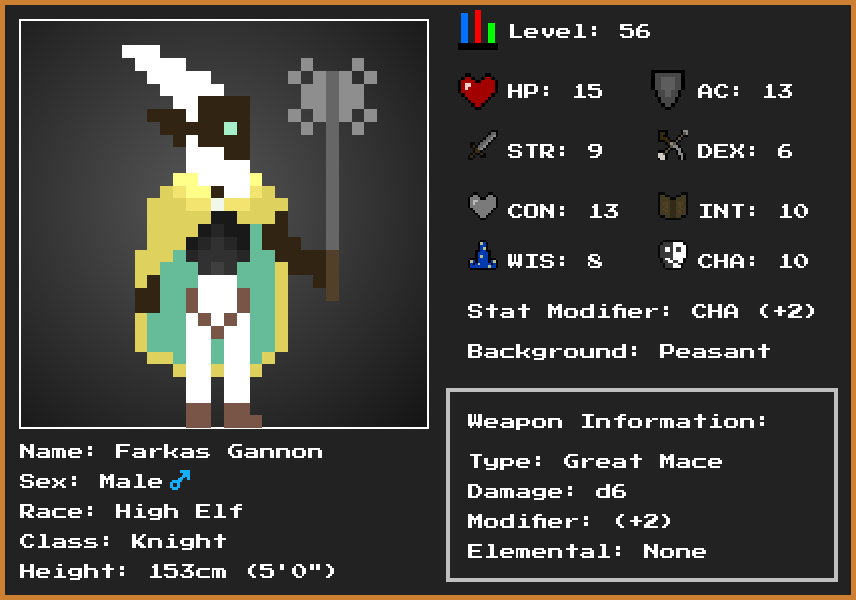 Level: 56
HP: 15
AC: 13
STR: 9
DEX: 6
CON: 13
INT: 10
WIS: 8
CHA: 10
Stat Modifier: CHA (+2)
Background: Peasant
Weapon Information:
Type: Great Mace
Damage: d6
Modifier: (+2)
Elemental: None
Name: Farkas Gannon
Sex: Male ♂
Race: High Elf
Class: Knight
Height: 153cm (5'0")